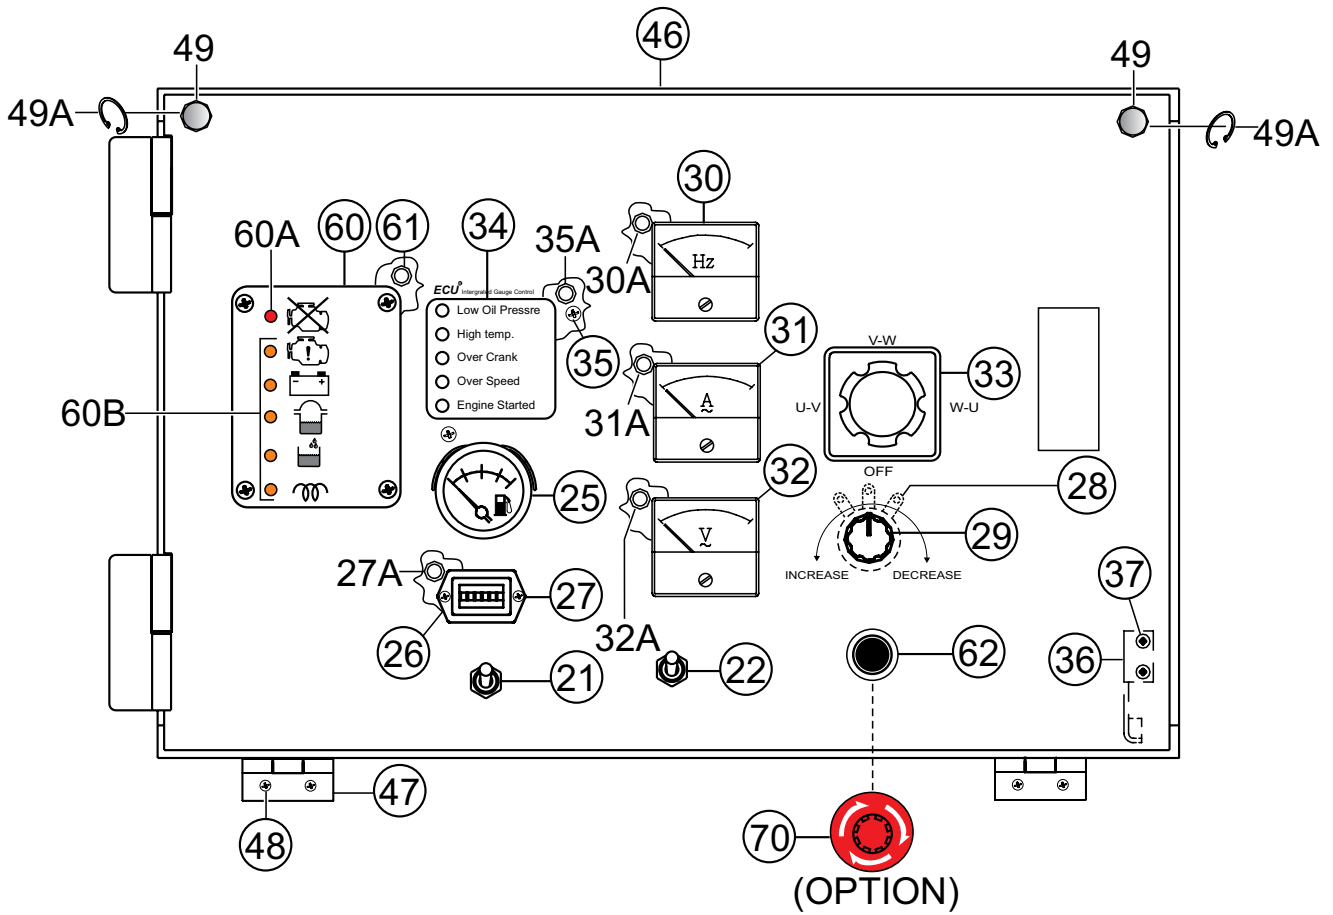 46
49
49
49A
49A
30
60A
60
61
34
35A
30A
Hz
ECU Intergrated Gauge Control
Low Oil Pressre
High temp.
Over Crank
Over Speed
Engine Started
35
31
31A
A
V-W
U-V
W-U
33
OFF
60B
25
32
V
32A
28
29
INCREASE
DECREASE
27A
27
26
21
22
62
37
36
47
48
70
(OPTION)